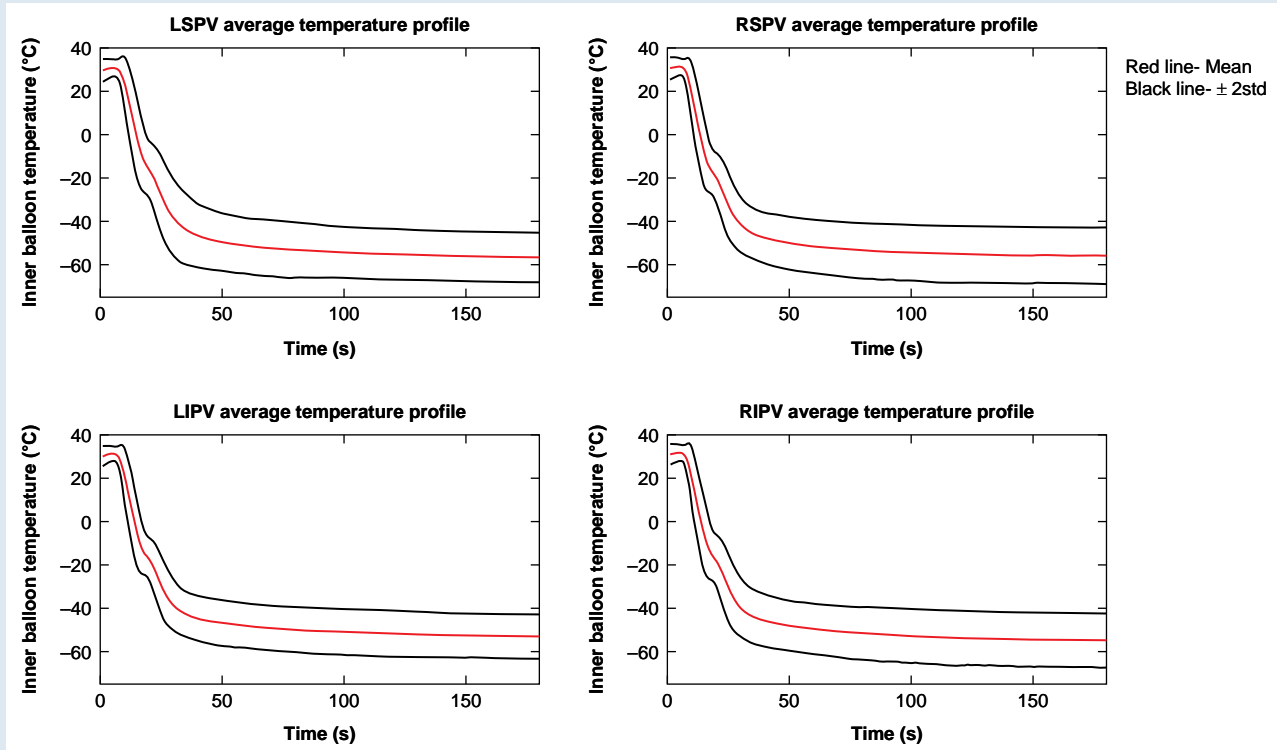 LSPV average temperature profile
Inner balloon temperature (°C)
40
20
0
–20
–40
–60
0
50
100
150
Time (s)
RSPV average temperature profile
Inner balloon temperature (°C)
40
20
0
–20
–40
–60
0
50
100
150
Time (s)
Red line- Mean
Black line- ± 2std
LIPV average temperature profile
Inner balloon temperature (°C)
40
20
0
–20
–40
–60
0
50
100
150
Time (s)
RIPV average temperature profile
Inner balloon temperature (°C)
40
20
0
–20
–40
–60
0
50
100
150
Time (s)